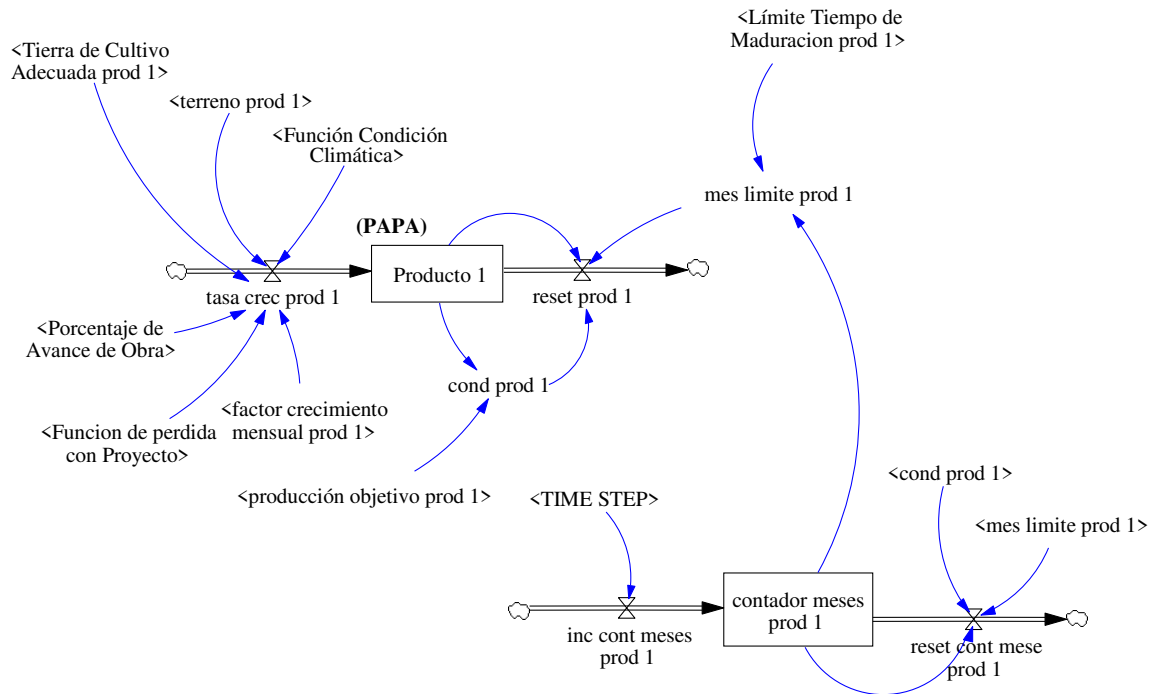 <Límite Tiempo de
Maduracion prod 1>
<Tierra de Cultivo
Adecuada prod 1>
<terreno prod 1>
<Función Condición
Climática>
mes limite prod 1
(PAPA)
Producto 1
tasa crec prod 1
reset prod 1
<Porcentaje de
Avance de Obra>
cond prod 1
<factor crecimiento
mensual prod 1>
<Funcion de perdida
con Proyecto>
<producción objetivo prod 1>
<cond prod 1>
<TIME STEP>
<mes limite prod 1>
contador meses
prod 1
inc cont meses
prod 1
reset cont mese
prod 1